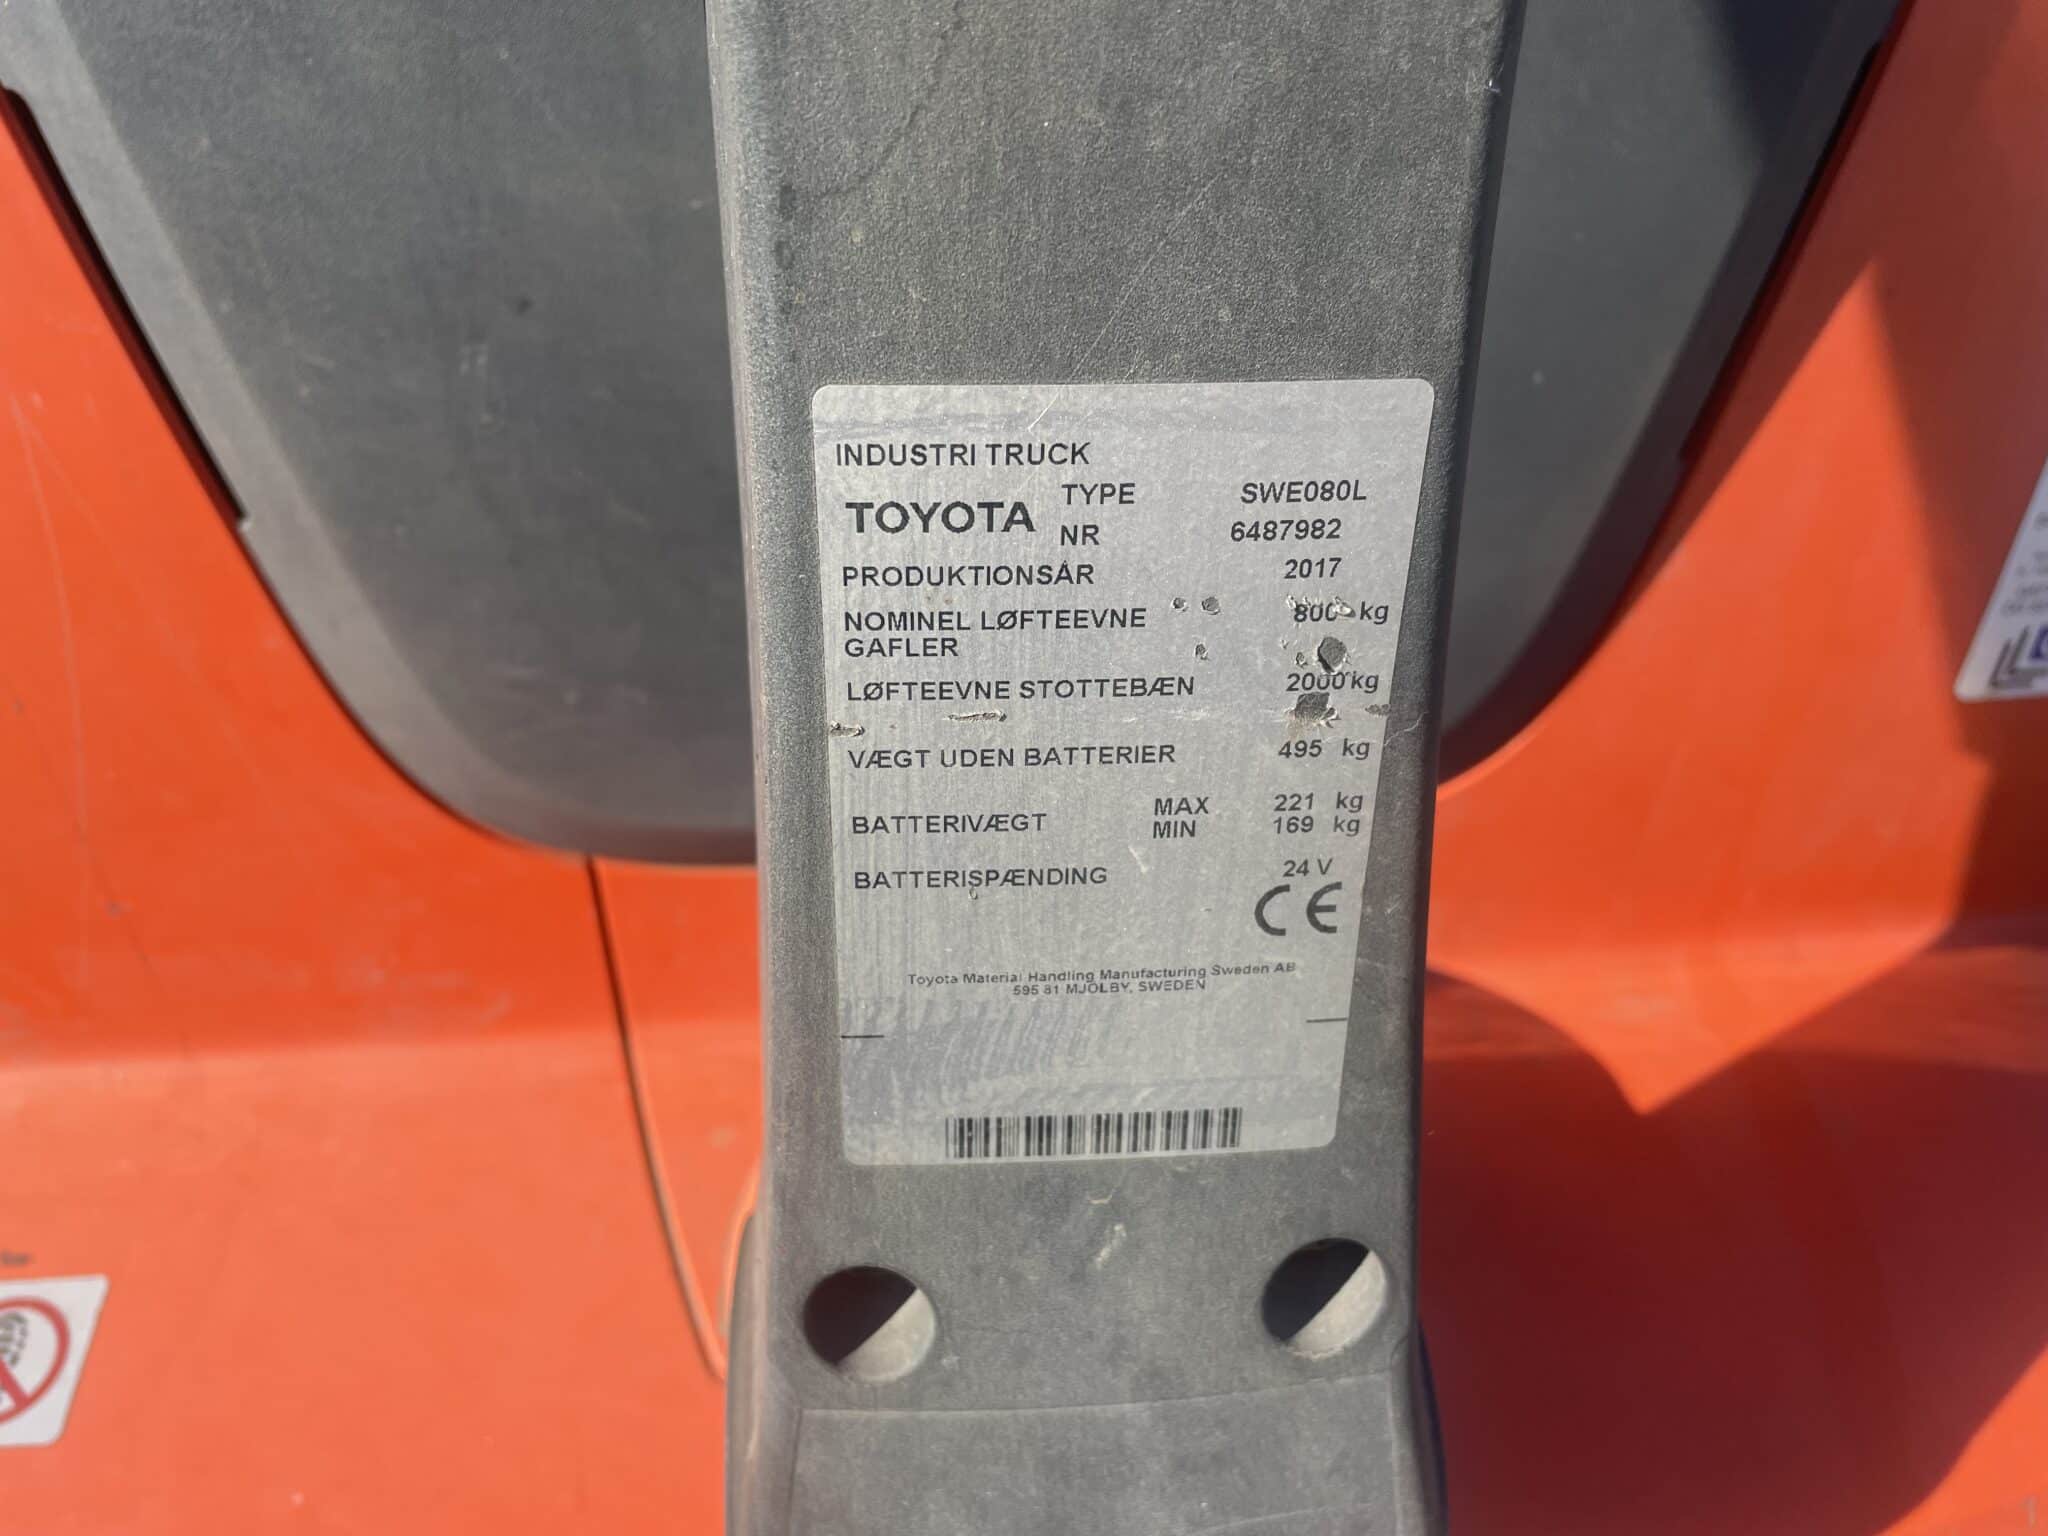 INDUSTRI TRUCK
TOYOTA
TYPE SWE080L
NR 6487982
PRODUKTIONSÅR 2017
NOMINEL LØFTEEVNE 800 kg
GAFLER
LØFTEEVNE STOTTEBÆN 2000 kg
VÆGT UDEN BATTERIER 495 kg
BATTERIVÆGT MAX 221 kg
MIN 169 kg
BATTERISPÆNDING 24 V
CE
Toyota Material Handling Manufacturing Sweden AB
595 81 MJOLBY, SWEDEN